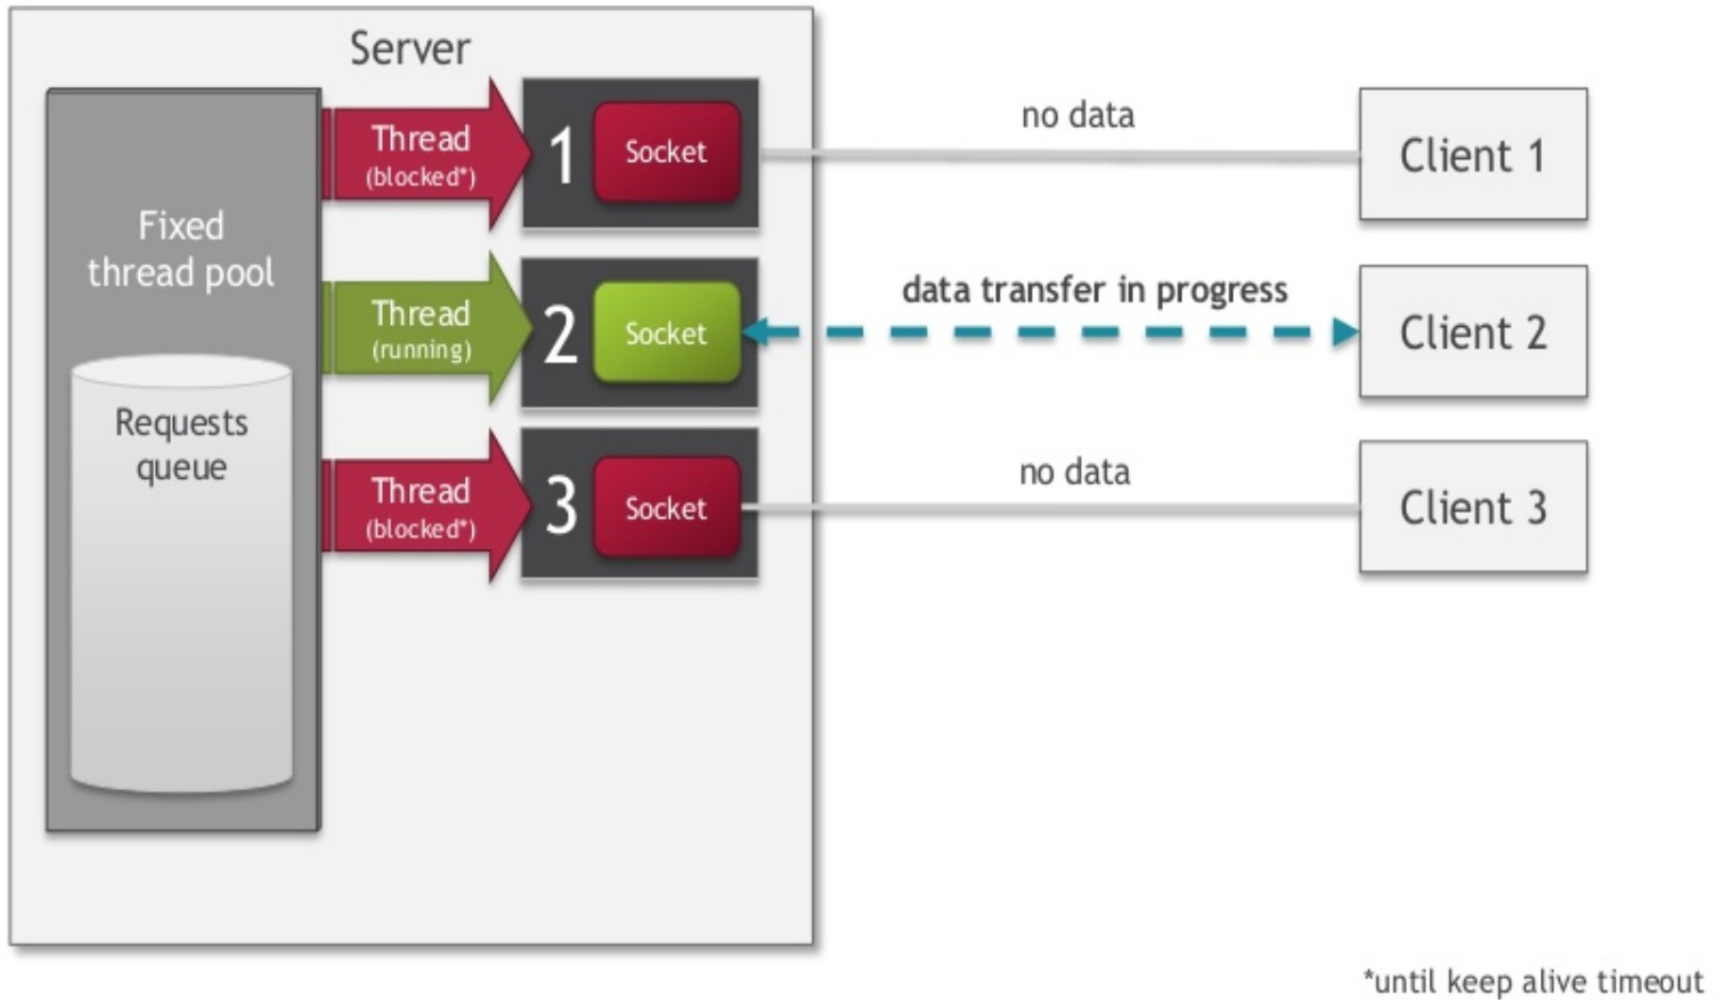 Server
Fixed
thread pool
Requests
queue
Thread
(blocked*)
1
Socket
no data
Client 1
Thread
(running)
2
Socket
data transfer in progress
Client 2
Thread
(blocked*)
3
Socket
no data
Client 3
*until keep alive timeout